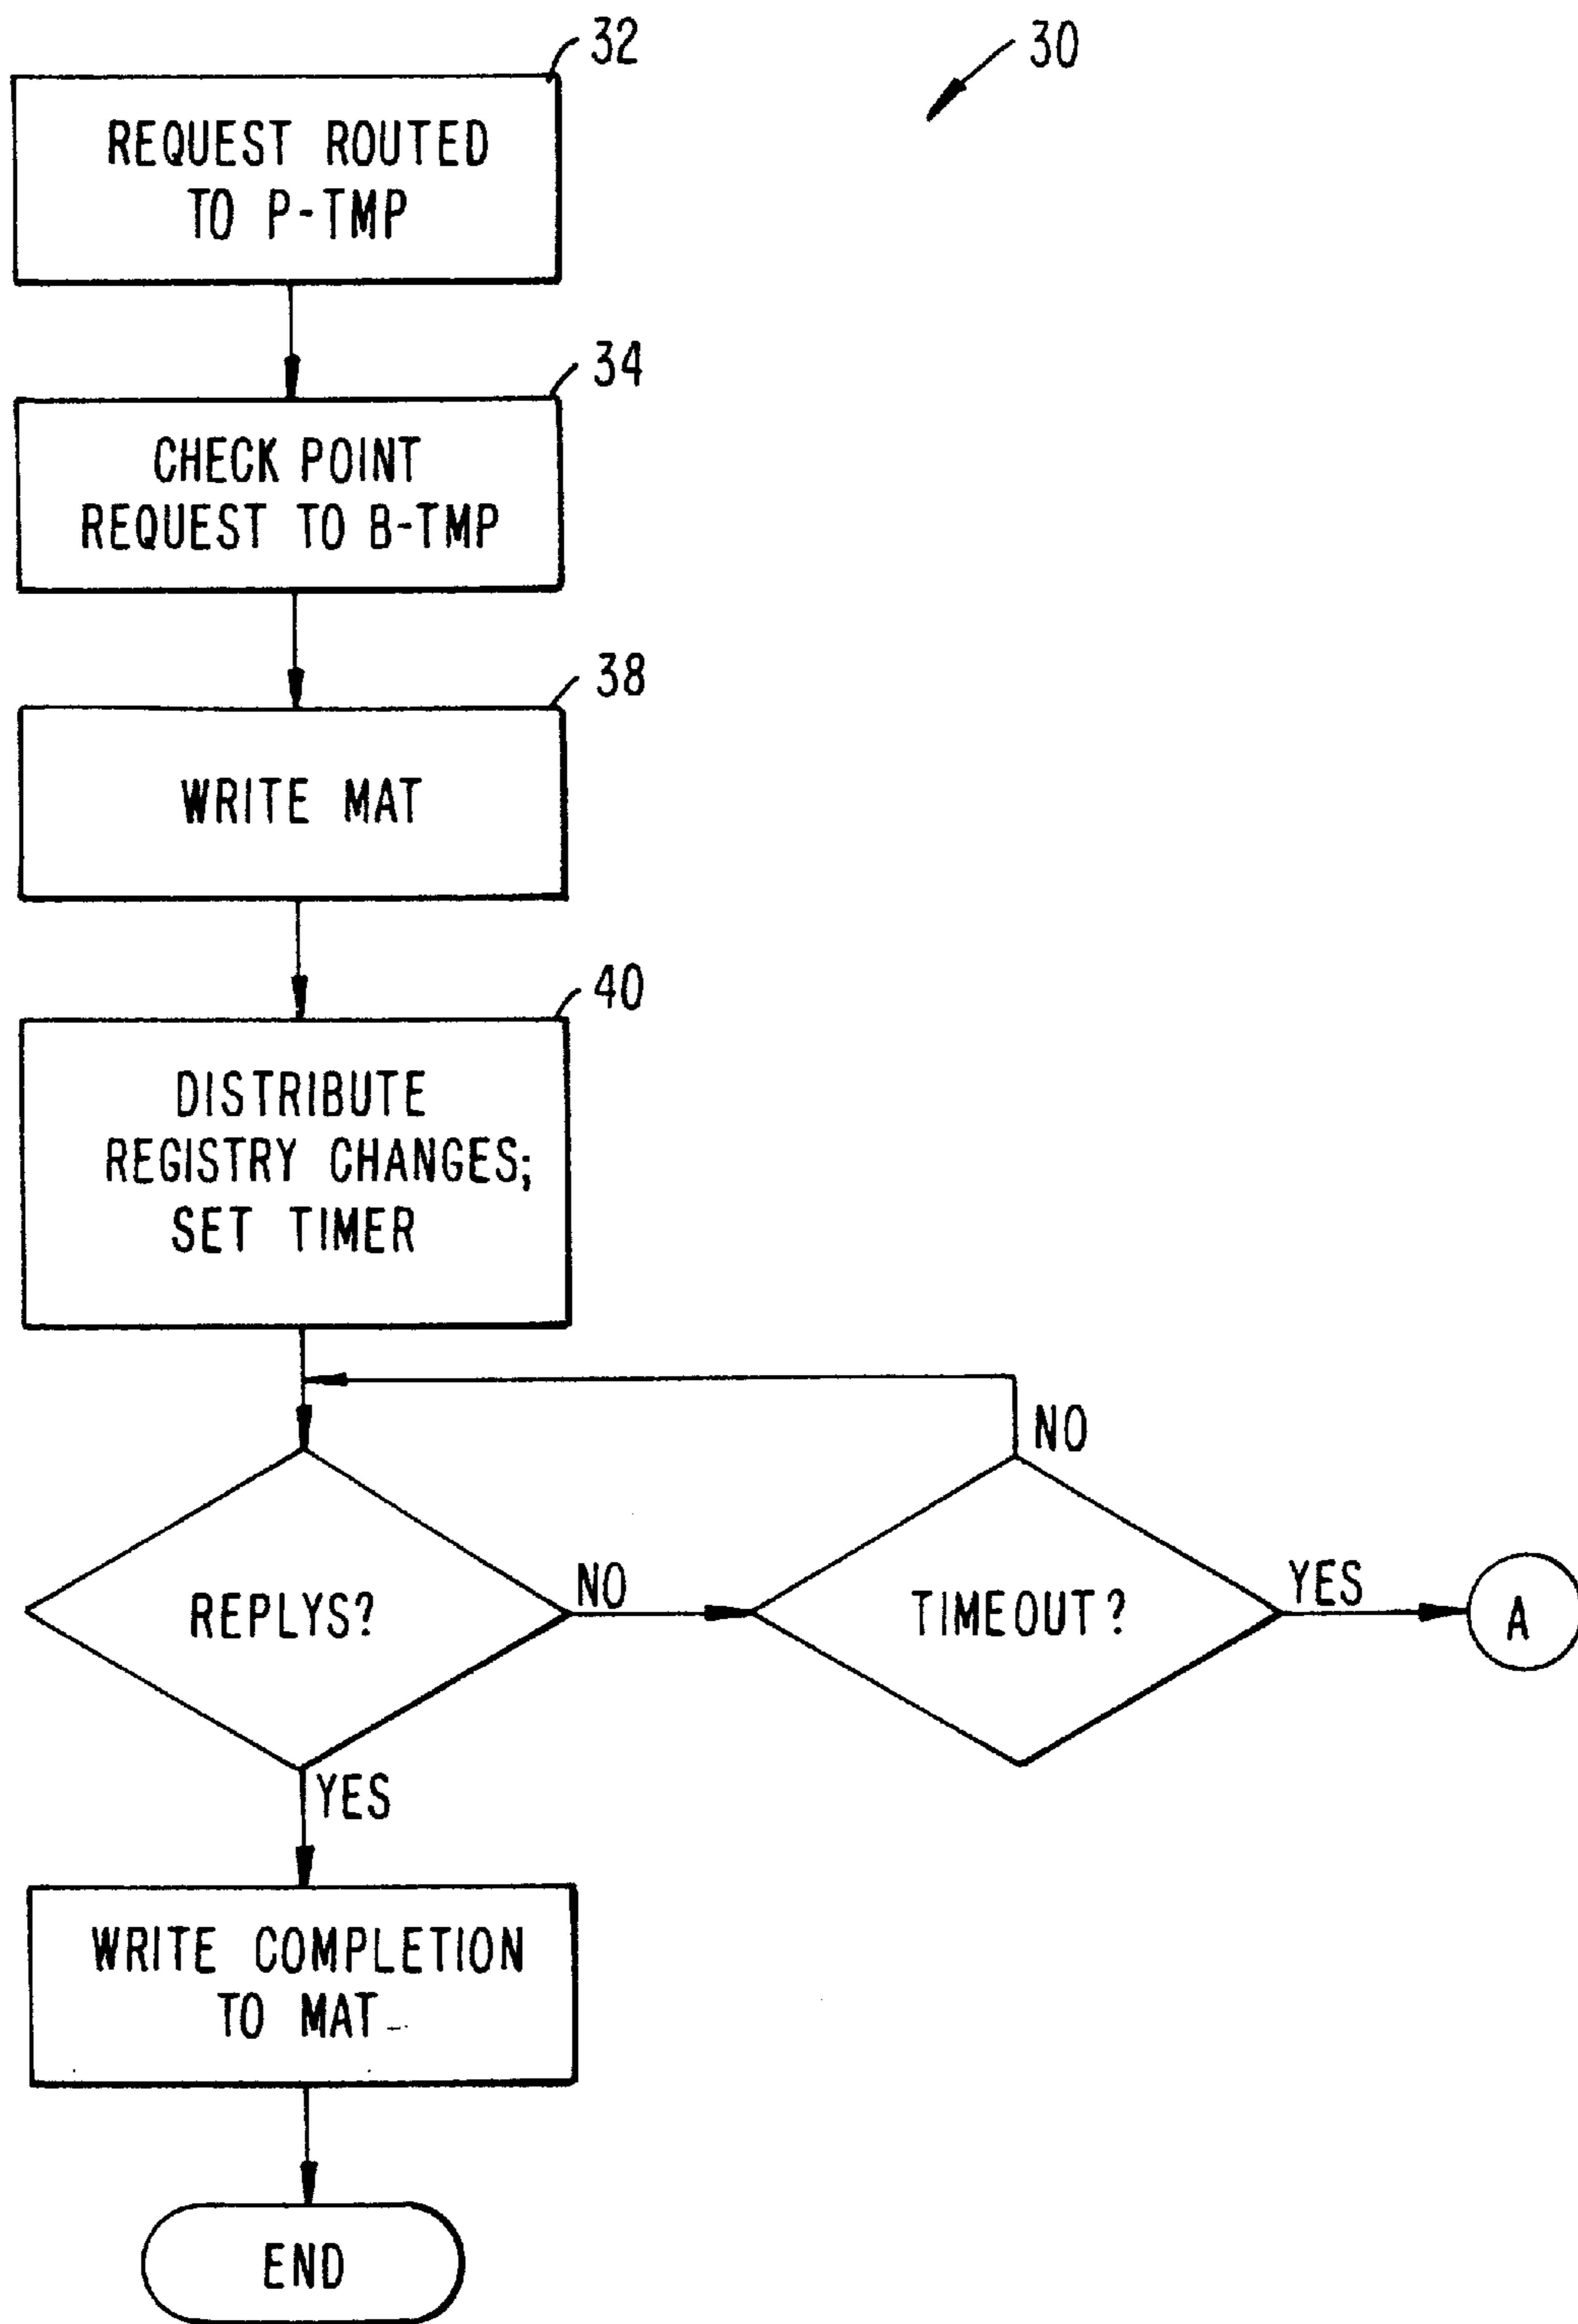 32
30
REQUEST ROUTED
TO P-TMP
34
CHECK POINT
REQUEST TO B-TMP
38
WRITE MAT
40
DISTRIBUTE
REGISTRY CHANGES;
SET TIMER
NO
REPLYS?
NO
TIMEOUT?
YES
A
YES
WRITE COMPLETION
TO MAT
END